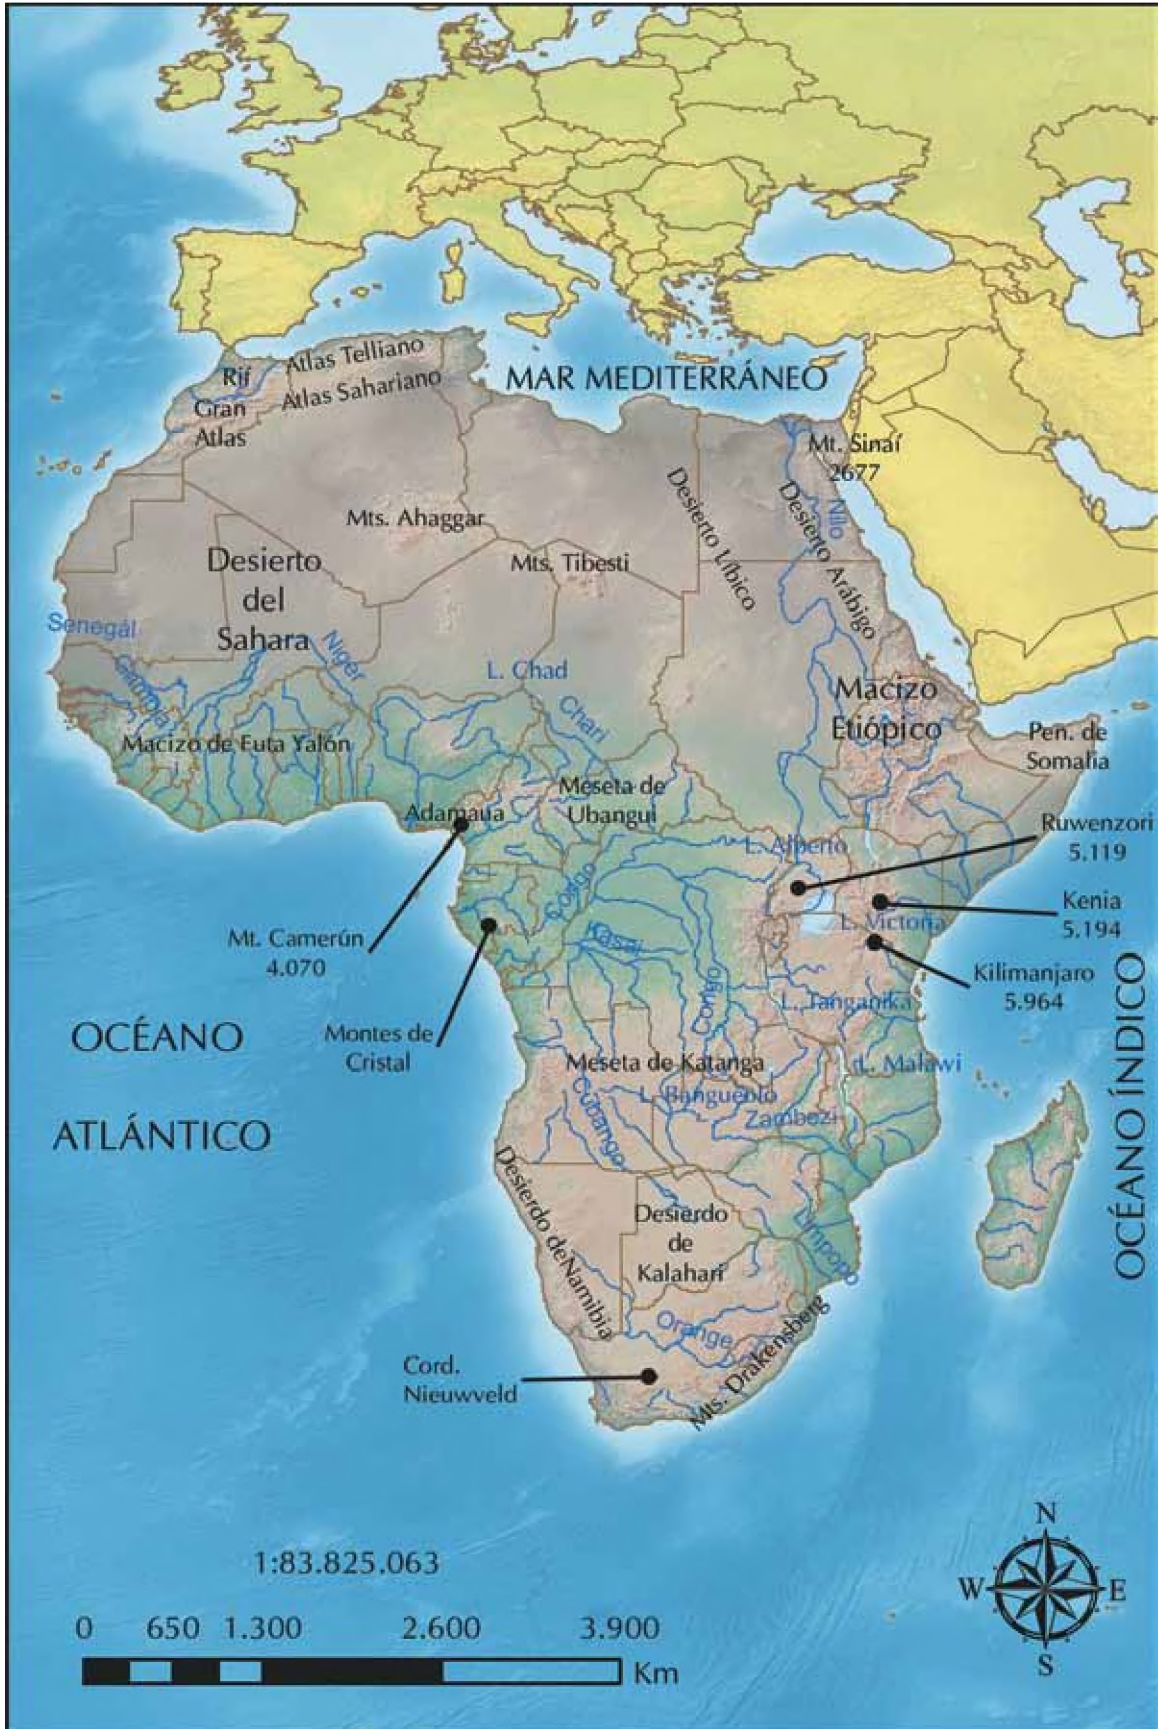 Rif
Atlas Telliano
Atlas Sahariano
Gran
Atlas
MAR MEDITERRÁNEO
Mt. Sinaí
2677
Mts. Ahaggar
Desierto Líbico
Desierto Arábigo
Nilo
Desierto
del
Sahara
Mts. Tibesti
Senegál
Gambia
Niger
L. Chad
Chari
Macizo
Etiópico
Macizo de Futa Yalón
Pen. de
Somalia
Meseta de
Ubangui
Adamaua
Ruwenzori
5.119
L. Alberto
Congo
Kenia
5.194
L. Victoria
Mt. Camerún
4.070
Kasai
Kilimanjaro
5.964
Congo
L. Tanganika
OCÉANO
ATLÁNTICO
Montes de
Cristal
Meseta de Katanga
L. Malawi
OCÉANO ÍNDICO
Cubango
L. Bangueolo
Zambezi
Desierdo de Namibia
Desierdo
de
Kalahari
Limpopo
Orange
Mts. Drakensberg
Cord.
Nieuwveld
1:83.825.063
0 650 1.300 2.600 3.900
Km
N
W E
S